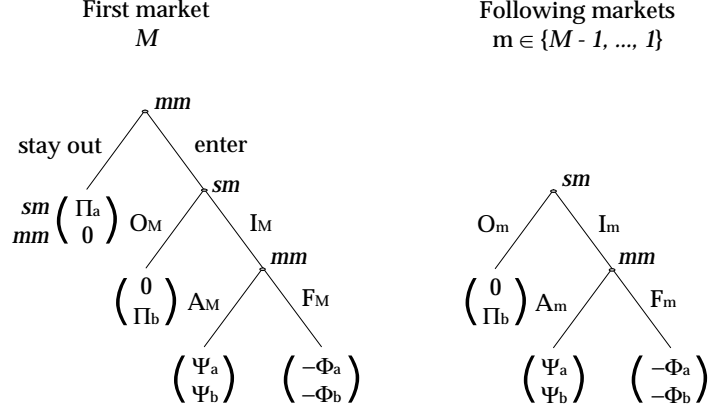 First market
M
Following markets
m ∈ {M - 1, ..., 1}
mm
stay out
enter
sm
sm
sm
mm
(Πa
0)
OM
IM
Om
Im
mm
mm
(0
Πb)
AM
FM
(0
Πb)
Am
Fm
(Ψa
Ψb)
(−Φa
−Φb)
(Ψa
Ψb)
(−Φa
−Φb)